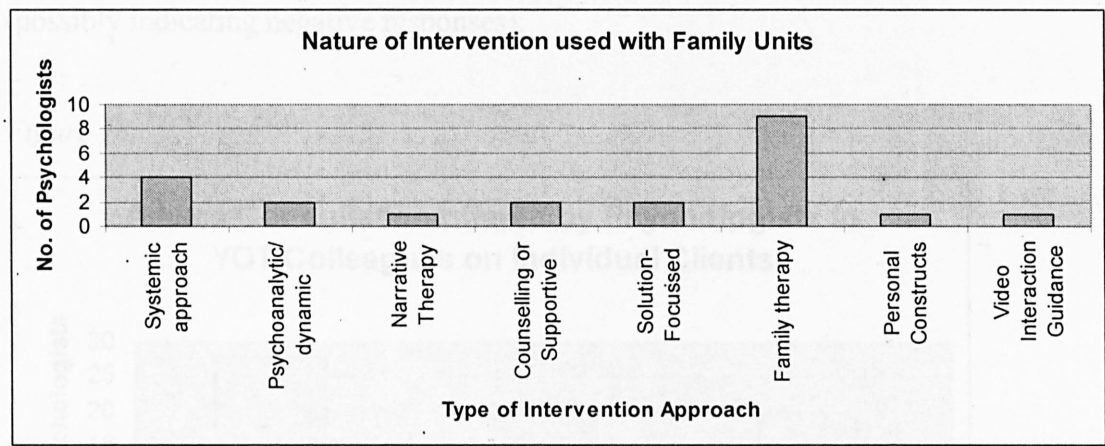 possibly indicating negative responses).
Nature of Intervention used with Family Units
No. of Psychologists
10
8
6
4
2
0
Systemic
approach
Psychoanalytic/
dynamic
Narrative
Therapy
Counselling or
Supportive.
Solution-
Focussed
Family therapy
Personal
Constructs
Video
Interaction
Guidance
Type of Intervention Approach
YOT Colleagues on Individual Clients
30
25
20